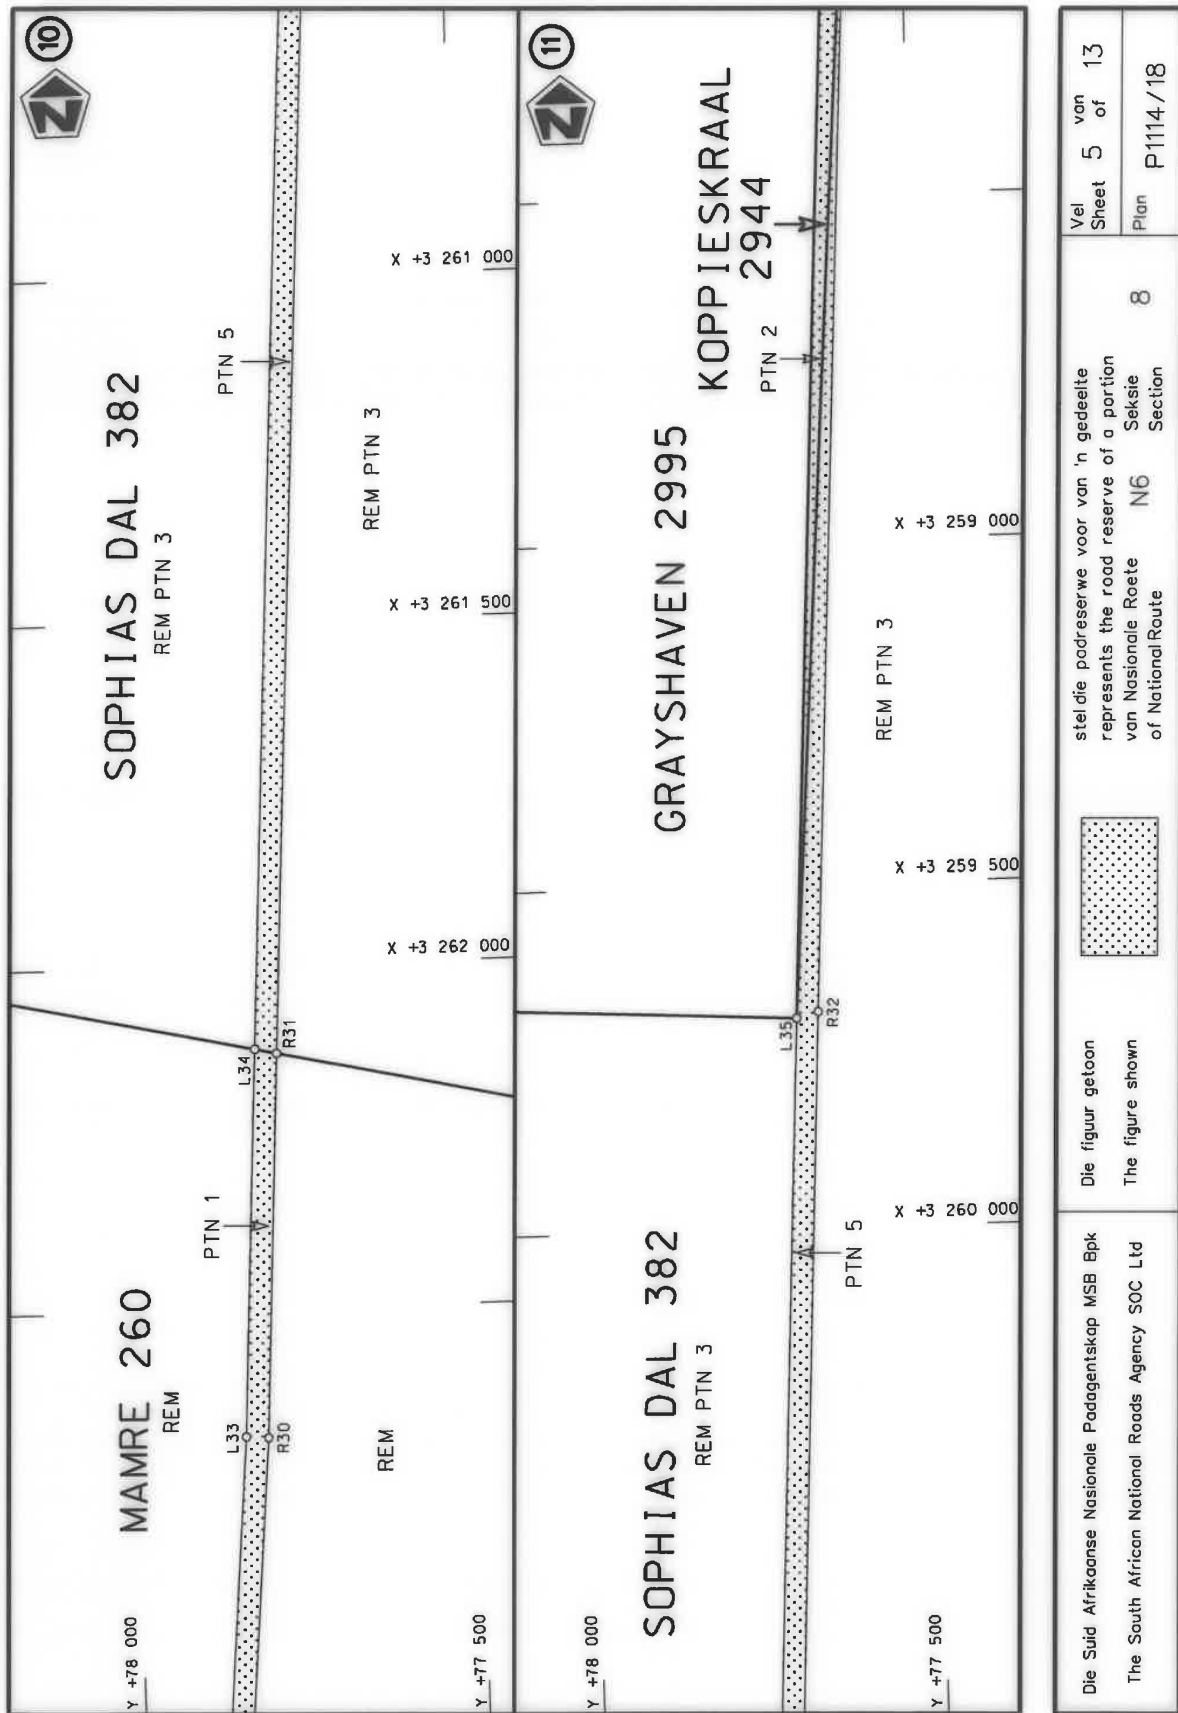 10
N
SOPHIAS DAL 382
REM PTN 3
PTN 5
REM PTN 3
X +3 261 000
X +3 261 500
X +3 262 000
L34
R31
MAMRE 260
REM
PTN 1
L33
R30
REM
Y +78 000
Y +77 500
11
N
KOPPIESKRAAL
2944
GRAYSHAVEN 2995
PTN 2
REM PTN 3
X +3 259 000
X +3 259 500
X +3 260 000
L35
R32
SOPHIAS DAL 382
REM PTN 3
PTN 5
Y +78 000
Y +77 500
Die Suid Afrikaanse Nasionale Padagentskap MSB Bpk
The South African National Roads Agency SOC Ltd
Die figuur getoon
The figure shown
stel die padreserwe voor van 'n gedeelte
represents the road reserve of a portion
van Nasionale Roete N6 Seksie 8
of National Route Section
Vel 5 van 13
Sheet of
Plan P1114/18